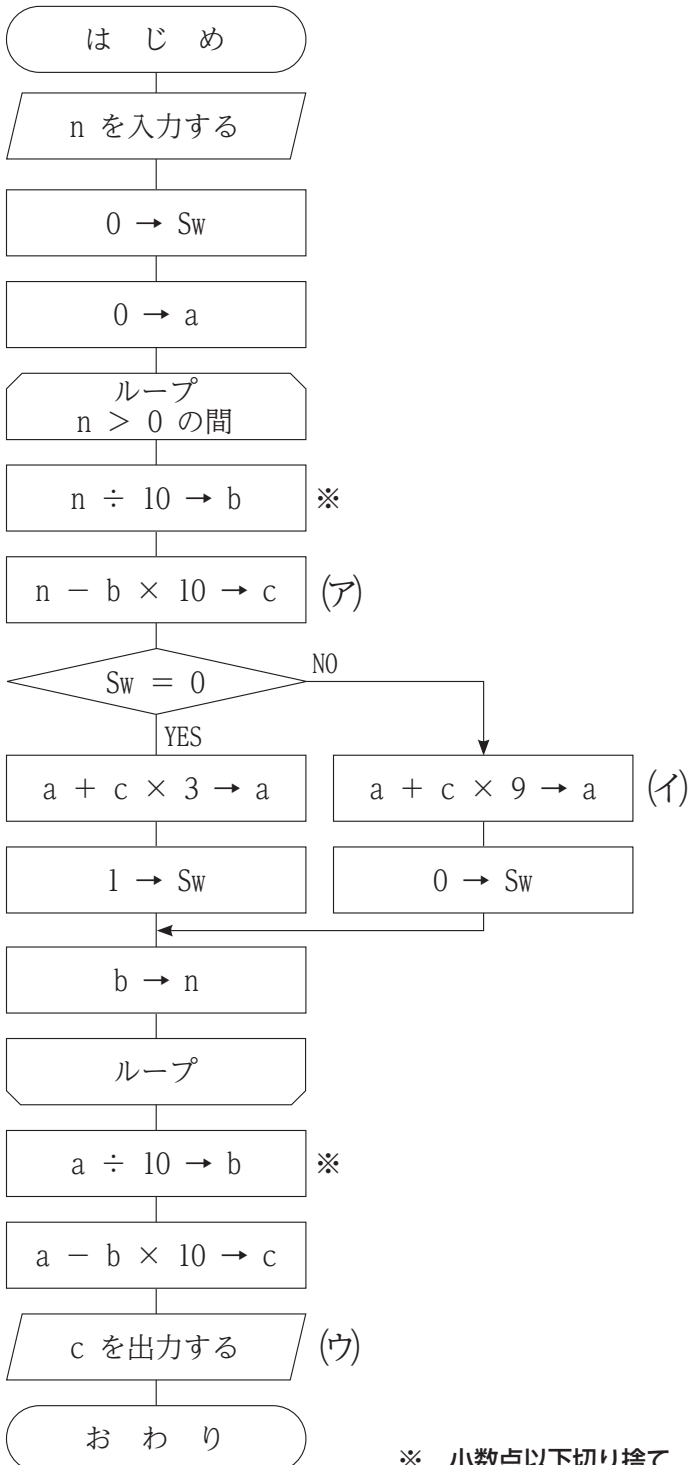 は じ め
n を入力する
0 → Sw
0 → a
ループ
n > 0 の間
n ÷ 10 → b ※
n − b × 10 → c (ア)
Sw = 0 NO
YES
a + c × 3 → a a + c × 9 → a (イ)
1 → Sw 0 → Sw
b → n
ループ
a ÷ 10 → b ※
a − b × 10 → c
c を出力する (ウ)
お わ り
※ 小数点以下切り捨て